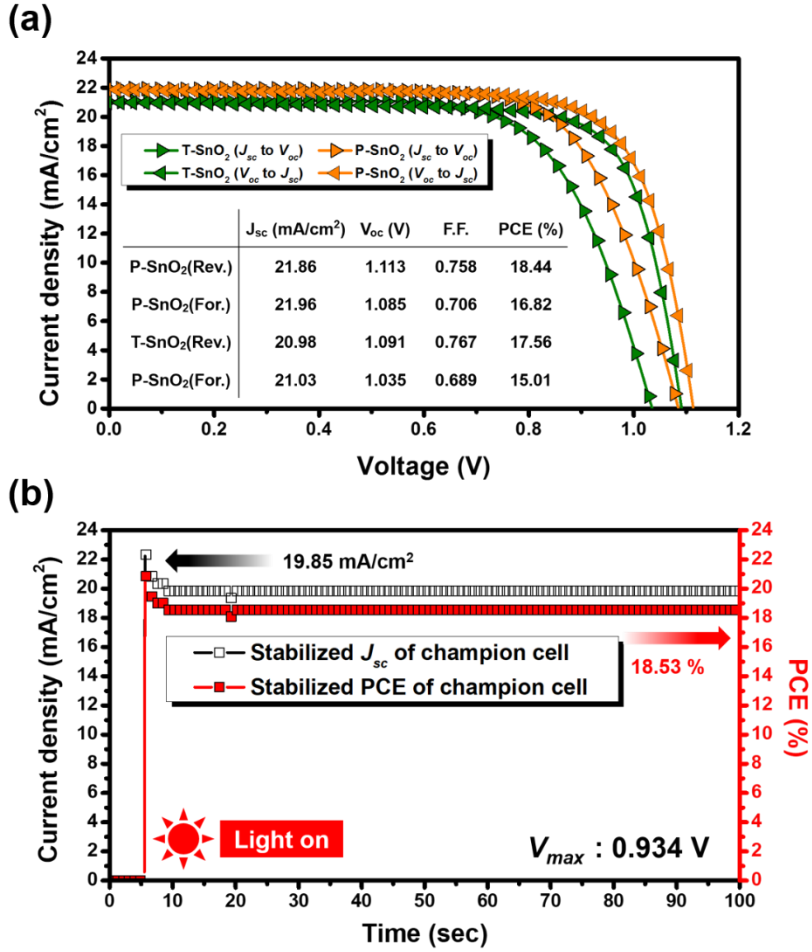 (a)
24
22
20
18
16
14
12
10
8
6
4
2
0
Current density (mA/cm²)
T-SnO₂ (Jsc to Voc) P-SnO₂ (Jsc to Voc)
T-SnO₂ (Voc to Jsc) P-SnO₂ (Voc to Jsc)
Jsc (mA/cm²) Voc (V) F.F. PCE (%)
P-SnO₂(Rev.) 21.86 1.113 0.758 18.44
P-SnO₂(For.) 21.96 1.085 0.706 16.82
T-SnO₂(Rev.) 20.98 1.091 0.767 17.56
P-SnO₂(For.) 21.03 1.035 0.689 15.01
0.0 0.2 0.4 0.6 0.8 1.0 1.2
Voltage (V)
(b)
24
22
20
18
16
14
12
10
8
6
4
2
0
Current density (mA/cm²)
19.85 mA/cm²
Stabilized Jsc of champion cell
Stabilized PCE of champion cell
18.53 %
Light on
Vmax : 0.934 V
24
22
20
18
16
14
12
10
8
6
4
2
0
PCE (%)
0 10 20 30 40 50 60 70 80 90 100
Time (sec)